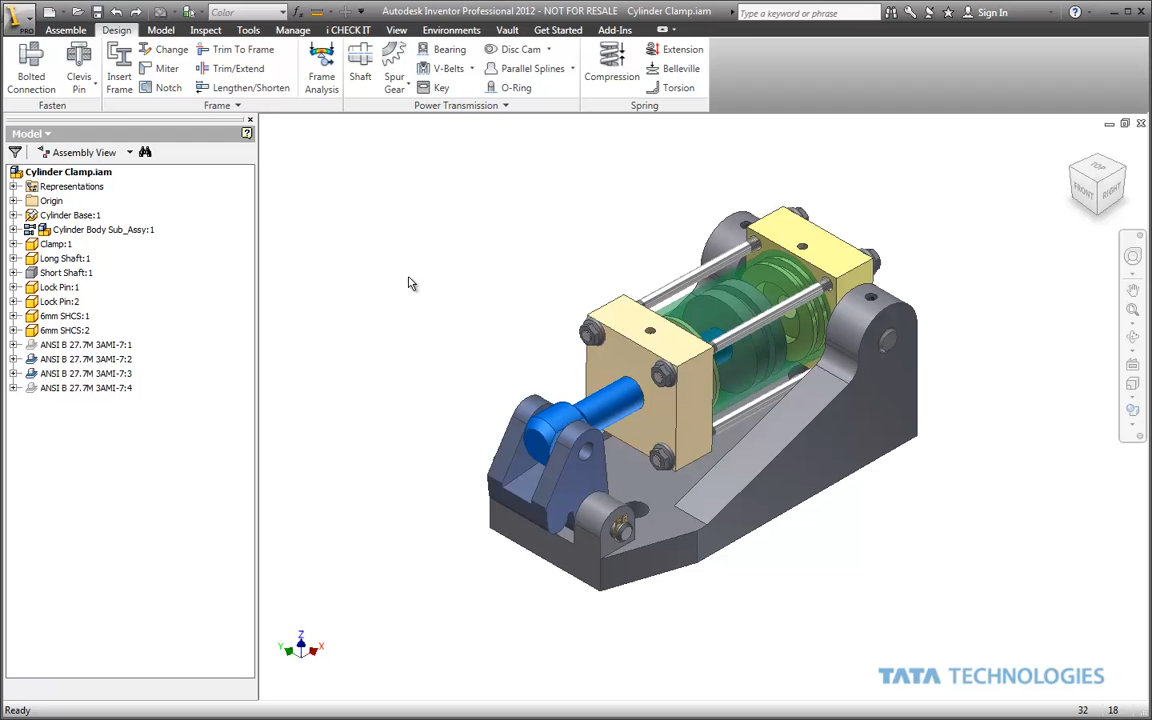 PRO
Color
Autodesk Inventor Professional 2012 - NOT FOR RESALE Cylinder Clamp.iam
Type a keyword or phrase
Sign In
Assemble Design Model Inspect Tools Manage i CHECK IT View Environments Vault Get Started Add-Ins
Bolted Connection
Clevis Pin
Insert Frame
Change
Miter
Notch
Trim To Frame
Trim/Extend
Lengthen/Shorten
Frame Analysis
Shaft
Spur Gear
Bearing
V-Belts
Key
Disc Cam
Parallel Splines
O-Ring
Compression
Extension
Belleville
Torsion
Fasten
Frame
Power Transmission
Spring
Model
Assembly View
Cylinder Clamp.iam
Representations
Origin
Cylinder Base:1
Cylinder Body Sub_Assy:1
Clamp:1
Long Shaft:1
Short Shaft:1
Lock Pin:1
Lock Pin:2
6mm SHCS:1
6mm SHCS:2
ANSI B 27.7M 3AMI-7:1
ANSI B 27.7M 3AMI-7:2
ANSI B 27.7M 3AMI-7:3
ANSI B 27.7M 3AMI-7:4
TOP
FRONT
RIGHT
Z
Y
X
TATA TECHNOLOGIES
Ready
32 18